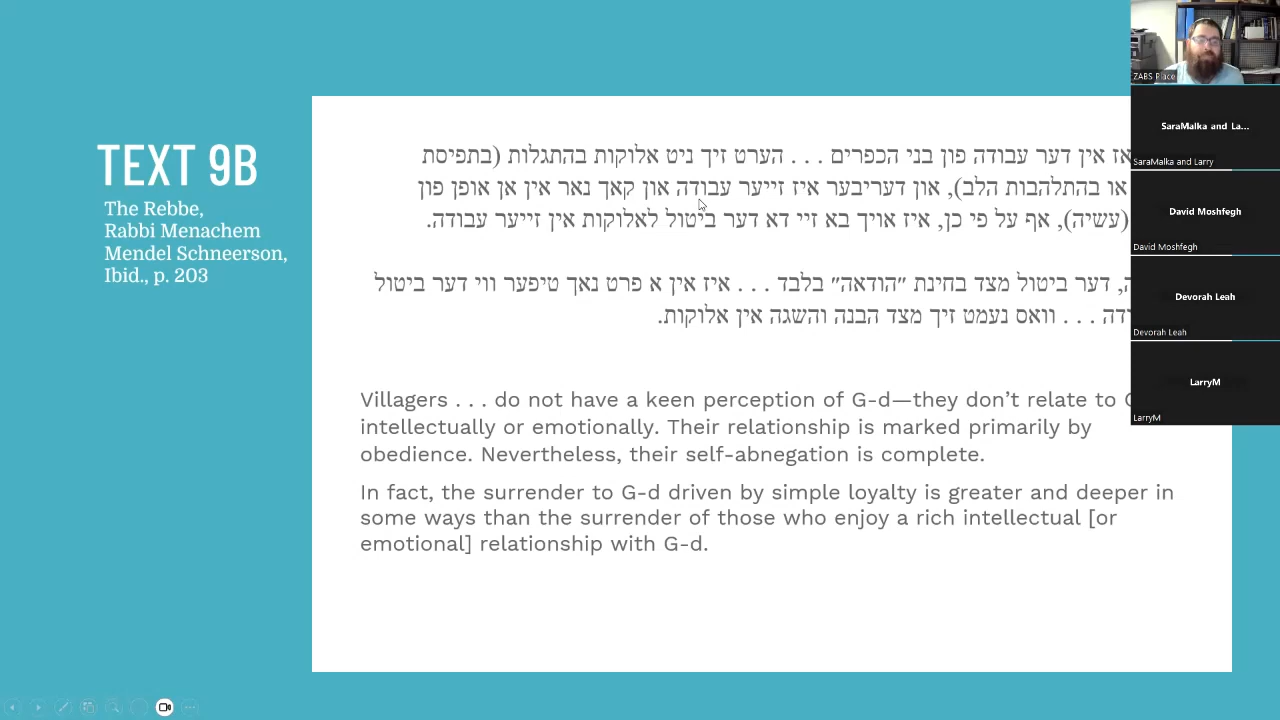 TEXT 9B
The Rebbe,
Rabbi Menachem
Mendel Schneerson,
Ibid., p. 203
אז אין דער עבודה פון בני הכפרים . . . הערט זיך ניט אלוקות בהתגלות (בתפיסת
או בהתלהבות הלב), און דעריבער איז זייער עבודה און קאך נאר אין אן אופן פון
(עשיה), אף על פי כן, איז אויך בא זיי דא דער ביטול לאלוקות אין זייער עבודה.
דער ביטול מצד בחינת "הודאה" בלבד . . . איז אין א פרט נאך טיפער ווי דער ביטול
. . . וואס נעמט זיך מצד הבנה והשגה אין אלוקות.
Villagers . . . do not have a keen perception of G-d—they don't relate to
intellectually or emotionally. Their relationship is marked primarily by
obedience. Nevertheless, their self-abnegation is complete.
In fact, the surrender to G-d driven by simple loyalty is greater and deeper in
some ways than the surrender of those who enjoy a rich intellectual [or
emotional] relationship with G-d.
ZABS Place
SaraMalka and La...
SaraMalka and Larry
David Moshfegh
David Moshfegh
Devorah Leah
Devorah Leah
LarryM
LarryM